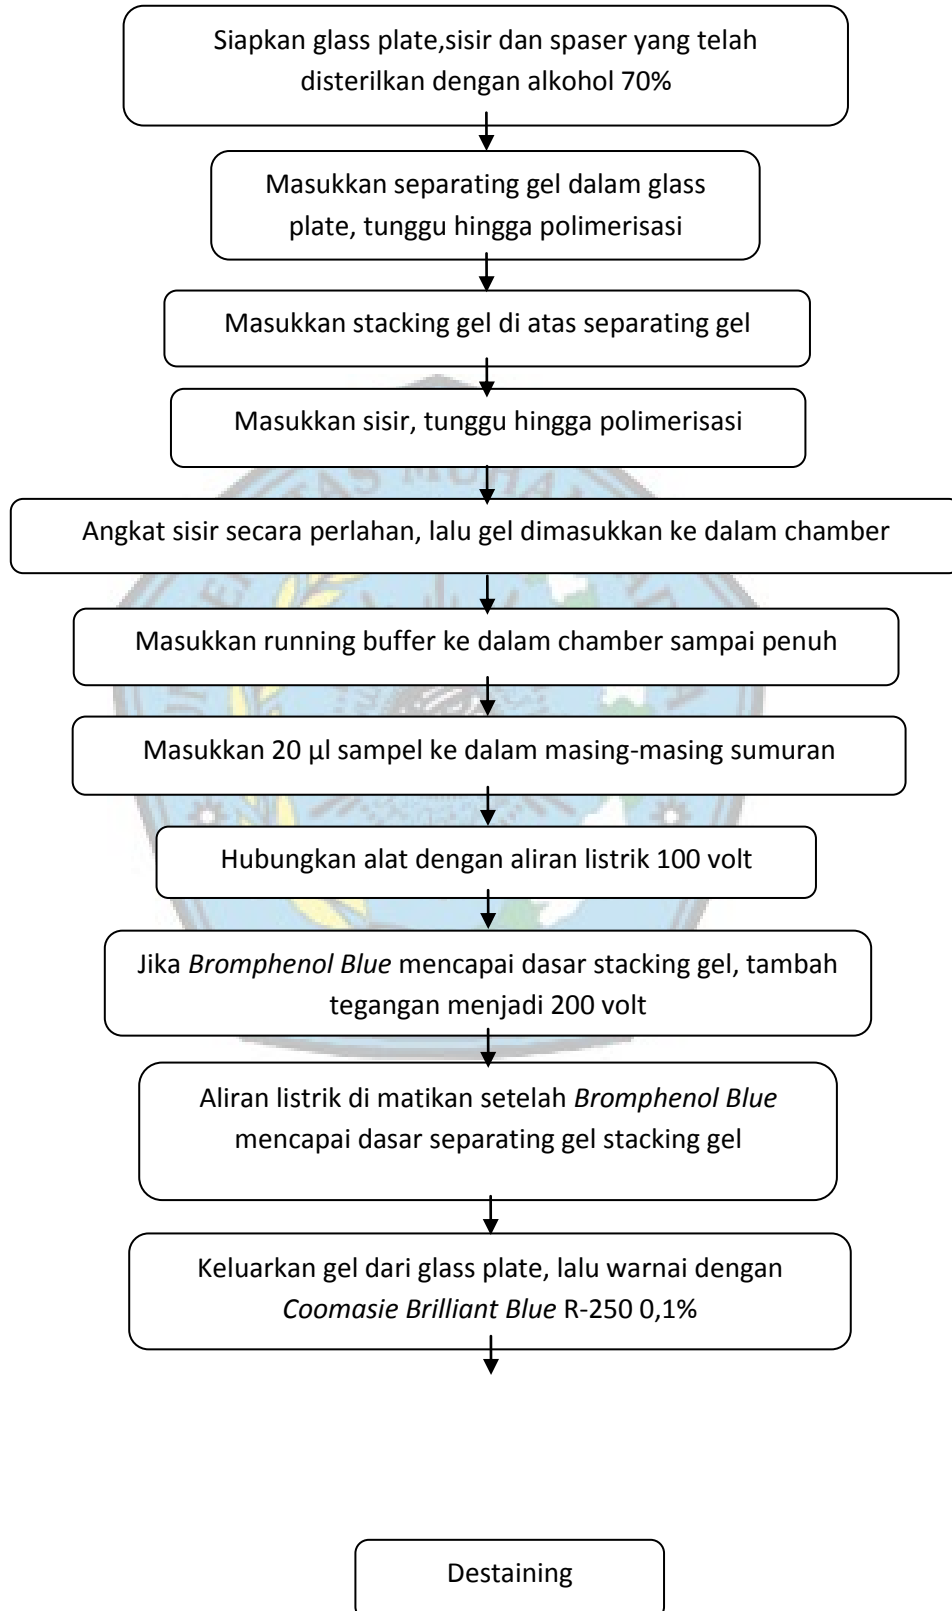 Siapkan glass plate,sisir dan spaser yang telah
disterilkan dengan alkohol 70%
Masukkan separating gel dalam glass
plate, tunggu hingga polimerisasi
Masukkan stacking gel di atas separating gel
Masukkan sisir, tunggu hingga polimerisasi
Angkat sisir secara perlahan, lalu gel dimasukkan ke dalam chamber
Masukkan running buffer ke dalam chamber sampai penuh
Masukkan 20 µl sampel ke dalam masing-masing sumuran
Hubungkan alat dengan aliran listrik 100 volt
Jika Bromphenol Blue mencapai dasar stacking gel, tambah
tegangan menjadi 200 volt
Aliran listrik di matikan setelah Bromphenol Blue
mencapai dasar separating gel stacking gel
Keluarkan gel dari glass plate, lalu warnai dengan
Coomasie Brilliant Blue R-250 0,1%
Destaining